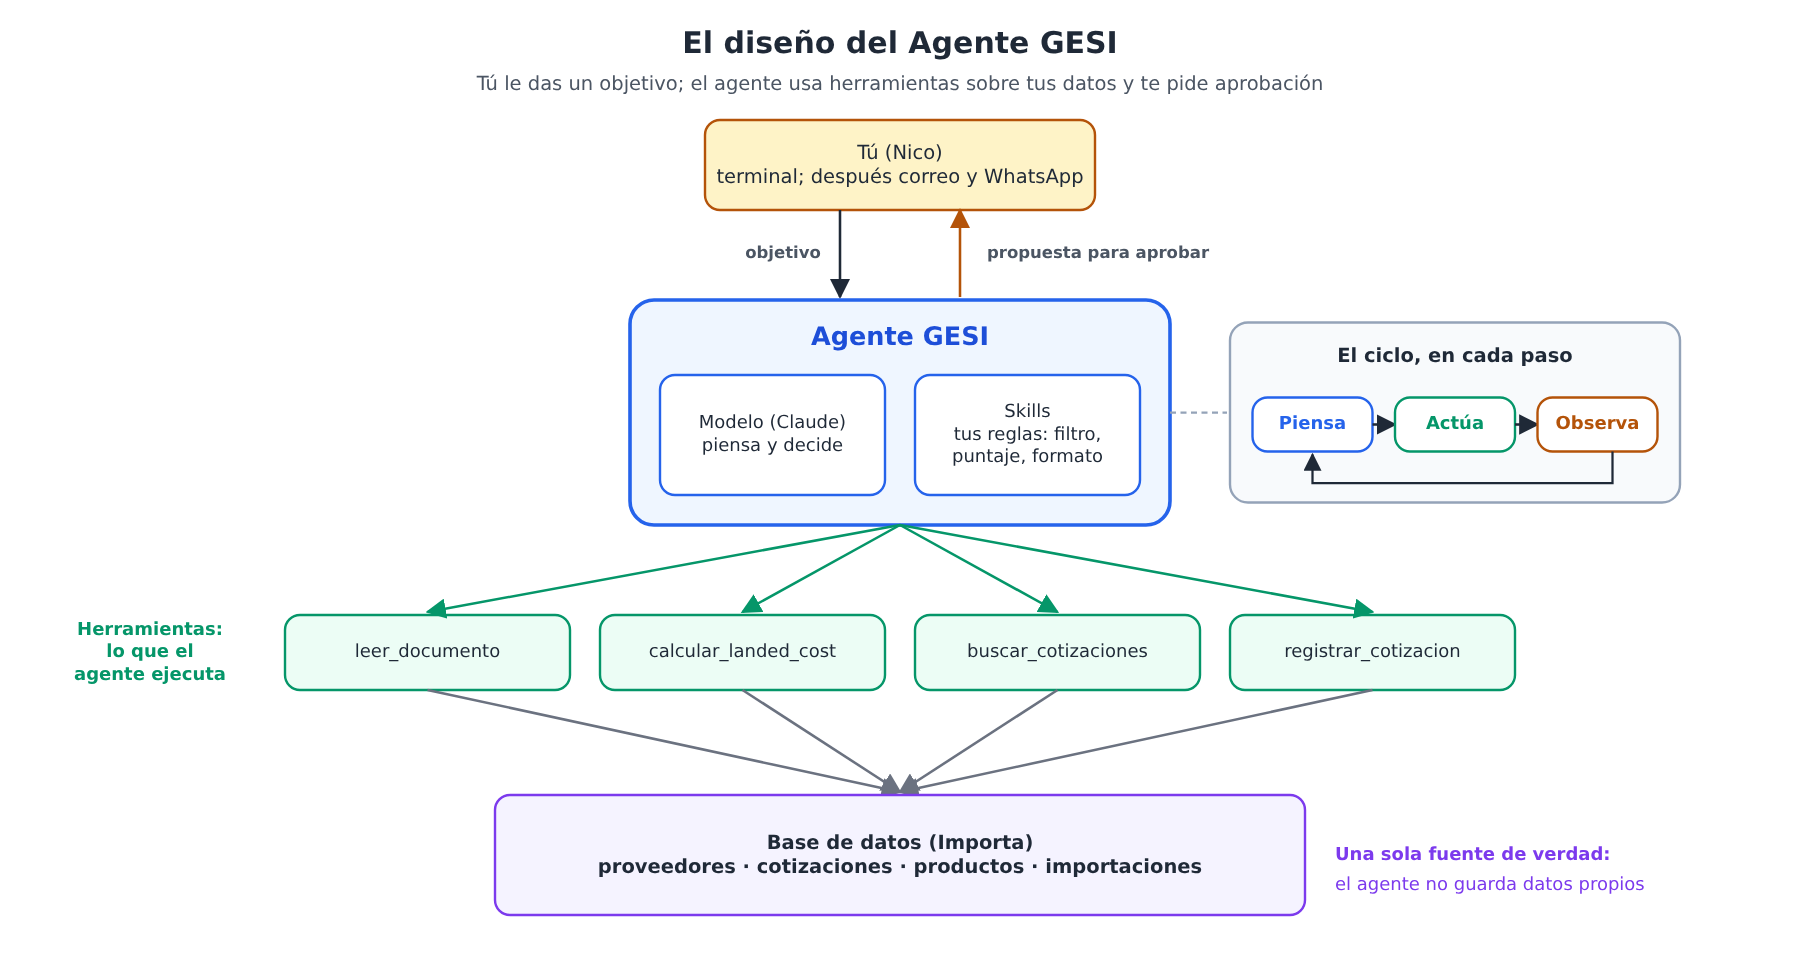 El diseño del Agente GESI
Tú le das un objetivo; el agente usa herramientas sobre tus datos y te pide aprobación
Tú (Nico)
terminal; después correo y WhatsApp
objetivo
propuesta para aprobar
Agente GESI
Modelo (Claude)
piensa y decide
Skills
tus reglas: filtro,
puntaje, formato
El ciclo, en cada paso
Piensa
Actúa
Observa
Herramientas:
lo que el
agente ejecuta
leer_documento
calcular_landed_cost
buscar_cotizaciones
registrar_cotizacion
Base de datos (Importa)
proveedores · cotizaciones · productos · importaciones
Una sola fuente de verdad:
el agente no guarda datos propios